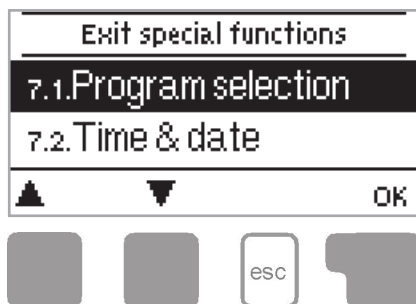 Exit special functions
7.1.Program selection
7.2.Time & date
OK
esc